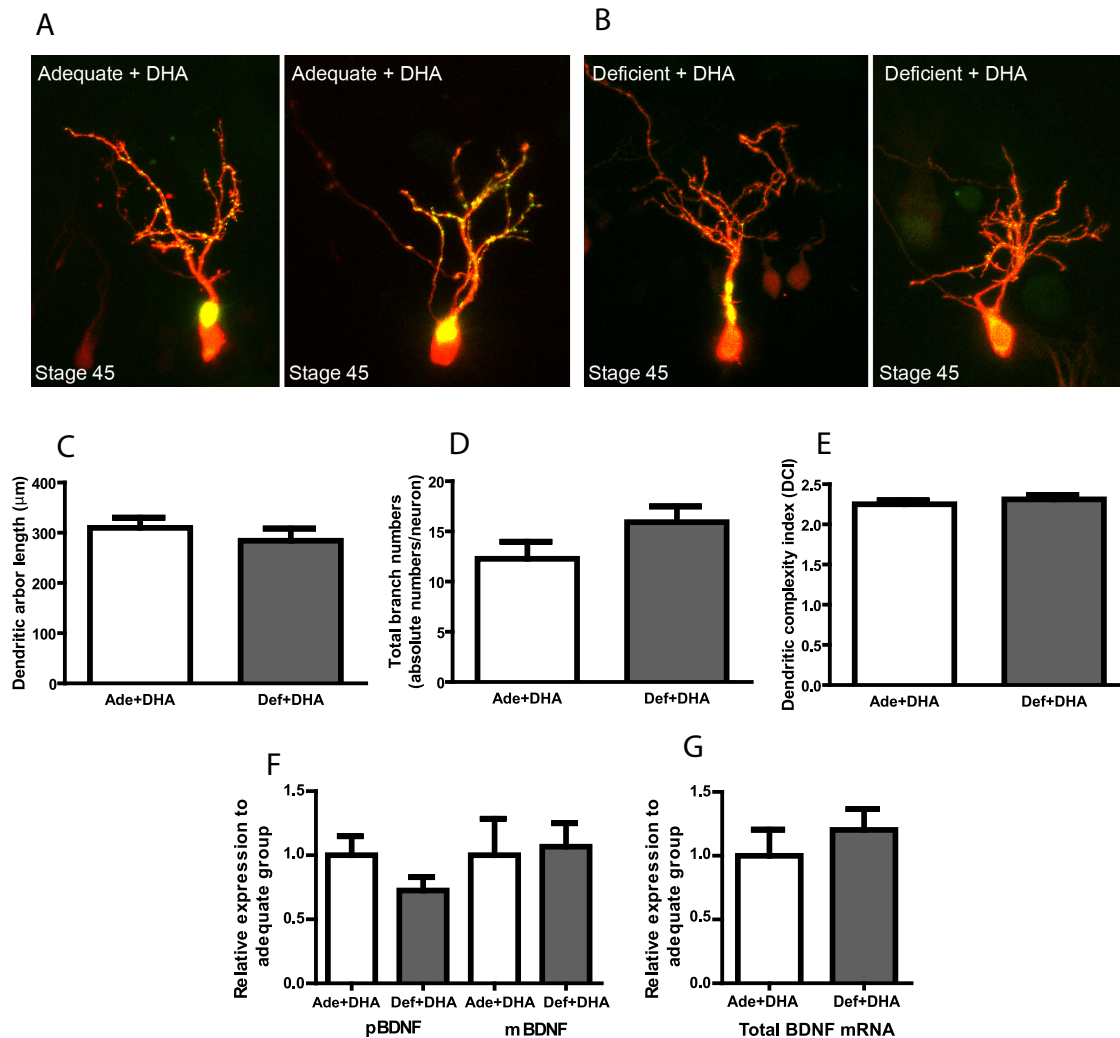 A
B
Adequate + DHA
Adequate + DHA
Deficient + DHA
Deficient + DHA
Stage 45
Stage 45
Stage 45
Stage 45
C
D
E
Dendritic arbor length (µm)
400
300
200
100
0
Ade+DHA
Def+DHA
Total branch numbers
(absolute numbers/neuron)
20
15
10
5
0
Ade+DHA
Def+DHA
Dendritic complexity index (DCI)
2.5
2.0
1.5
1.0
0.5
0.0
Ade+DHA
Def+DHA
F
G
Relative expression to
adequate group
1.5
1.0
0.5
0.0
Ade+DHA
Def+DHA
Ade+DHA
Def+DHA
pBDNF
mBDNF
Relative expression to
adequate group
1.5
1.0
0.5
0.0
Ade+DHA
Def+DHA
Total BDNF mRNA